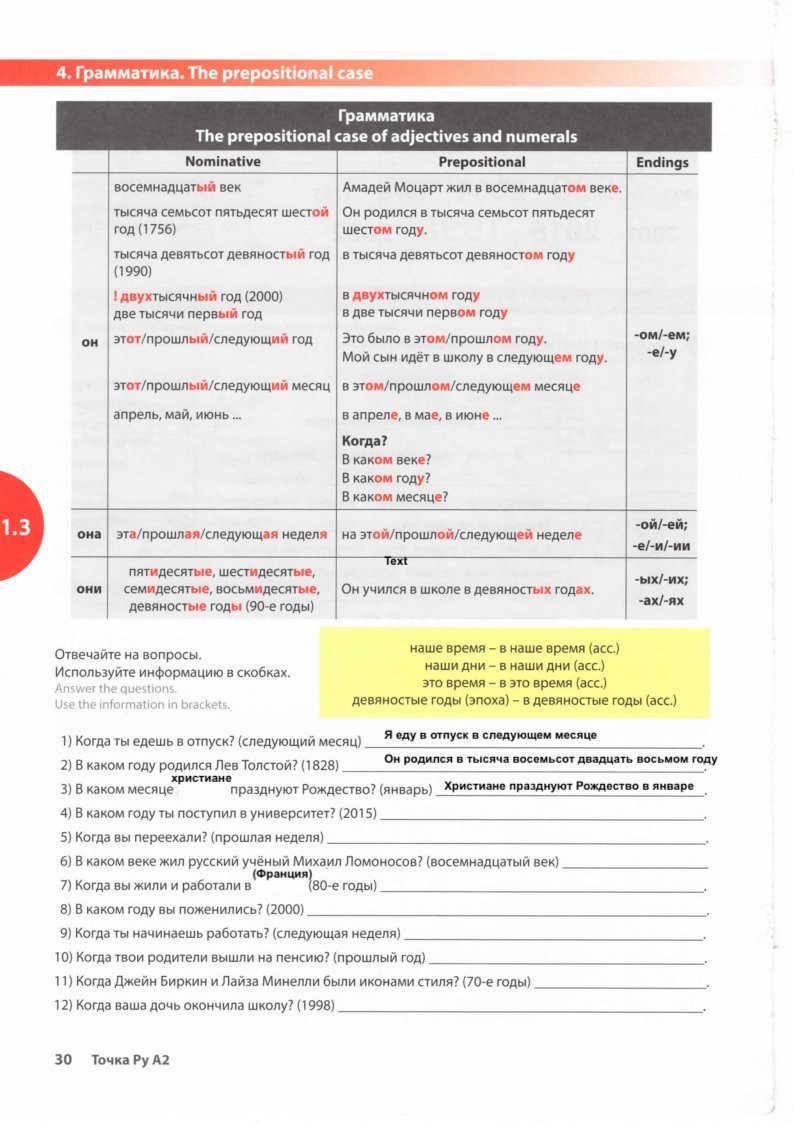 4. Грамматика. The prepositional case
Грамматика
The prepositional case of adjectives and numerals
Nominative Prepositional Endings
восемнадцатый век Амадей Моцарт жил в восемнадцатом веке.
тысяча семьсот пятьдесят шестой Он родился в тысяча семьсот пятьдесят
год (1756) шестом году.
тысяча девятьсот девяностый год в тысяча девятьсот девяностом году
(1990)
! двухтысячный год (2000) в двухтысячном году
две тысячи первый год в две тысячи первом году
он этот/прошлый/следующий год Это было в этом/прошлом году. -ом/-ем;
Мой сын идёт в школу в следующем году. -е/-у
этот/прошлый/следующий месяц в этом/прошлом/следующем месяце
апрель, май, июнь ... в апреле, в мае, в июне ...
Когда?
В каком веке?
В каком году?
В каком месяце?
1.3
она эта/прошлая/следующая неделя на этой/прошлой/следующей неделе -ой/-ей;
-е/-и/-ии
Text
пятидесятые, шестидесятые,
они семидесятые, восьмидесятые, Он учился в школе в девяностых годах. -ых/-их;
девяностые годы (90-е годы) -ах/-ях
Отвечайте на вопросы.
Используйте информацию в скобках.
Answer the questions.
Use the information in brackets.
наше время – в наше время (acc.)
наши дни – в наши дни (acc.)
это время – в это время (acc.)
девяностые годы (эпоха) – в девяностые годы (acc.)
1) Когда ты едешь в отпуск? (следующий месяц) Я еду в отпуск в следующем месяце.
2) В каком году родился Лев Толстой? (1828) Он родился в тысяча восемьсот двадцать восьмом году.
3) В каком месяце христиане празднуют Рождество? (январь) Христиане празднуют Рождество в январе.
4) В каком году ты поступил в университет? (2015) .
5) Когда вы переехали? (прошлая неделя) .
6) В каком веке жил русский учёный Михаил Ломоносов? (восемнадцатый век)
7) Когда вы жили и работали в (Франция) (80-е годы) .
8) В каком году вы поженились? (2000) .
9) Когда ты начинаешь работать? (следующая неделя) .
10) Когда твои родители вышли на пенсию? (прошлый год) .
11) Когда Джейн Биркин и Лайза Минелли были иконами стиля? (70-е годы) .
12) Когда ваша дочь окончила школу? (1998) .
30 Точка Ру А2